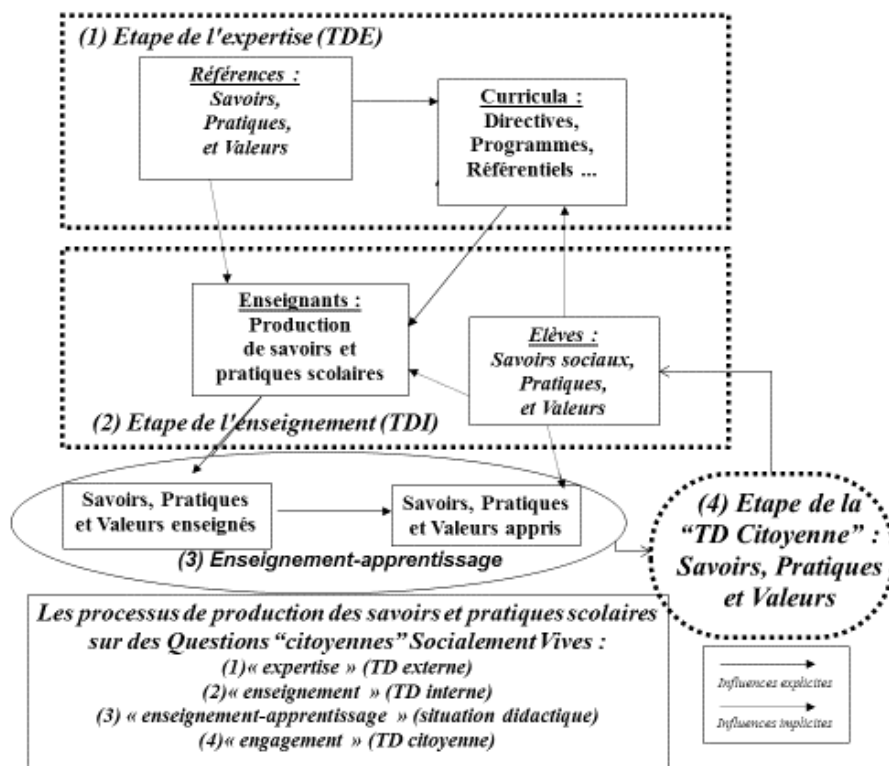 (1) Etape de l'expertise (TDE)
Références :
Savoirs,
Pratiques,
et Valeurs
Curricula :
Directives,
Programmes,
Référentiels ...
Enseignants :
Production
de savoirs et
pratiques scolaires
Elèves :
Savoirs sociaux,
Pratiques,
et Valeurs
(2) Etape de l'enseignement (TDI)
Savoirs, Pratiques
et Valeurs enseignés
Savoirs, Pratiques
et Valeurs appris
(3) Enseignement-apprentissage
(4) Etape de la
“TD Citoyenne” :
Savoirs, Pratiques
et Valeurs
Les processus de production des savoirs et pratiques scolaires
sur des Questions “citoyennes” Socialement Vives :
(1)« expertise » (TD externe)
(2)« enseignement » (TD interne)
(3) « enseignement-apprentissage » (situation didactique)
(4)« engagement » (TD citoyenne)
Influences explicites
Influences implicites